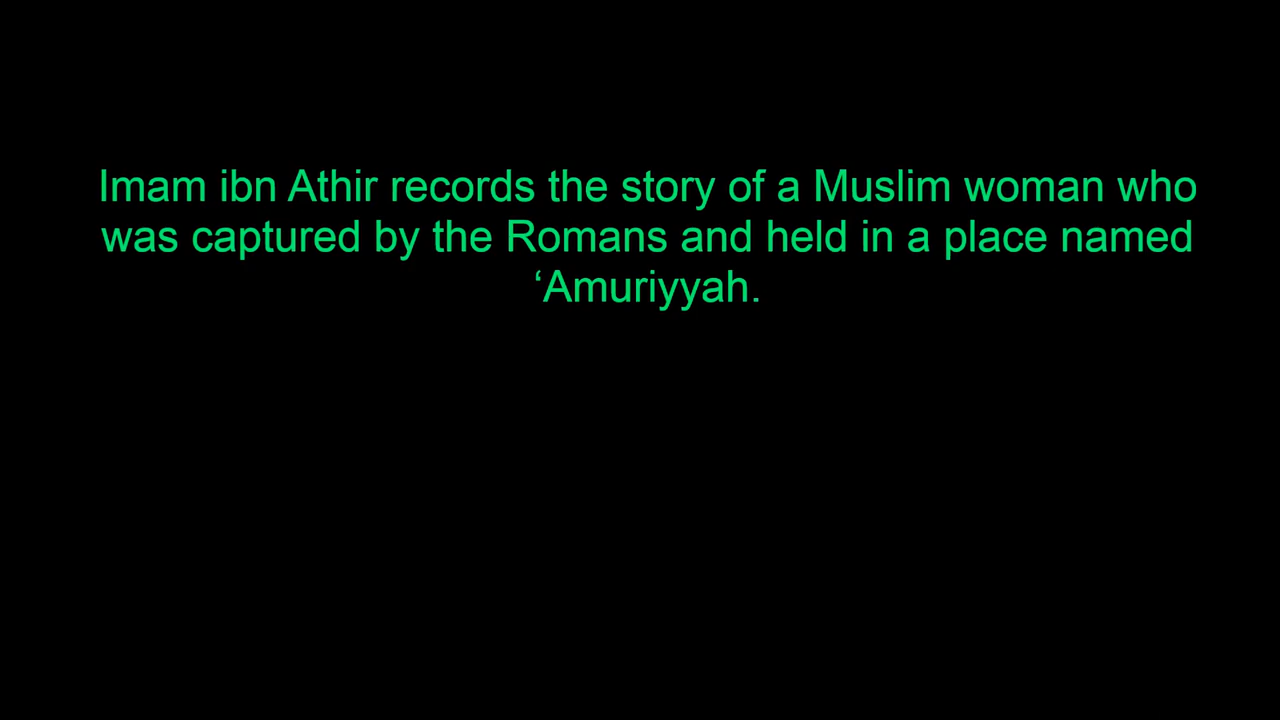 Imam ibn Athir records the story of a Muslim woman who
was captured by the Romans and held in a place named
‘Amuriyyah.